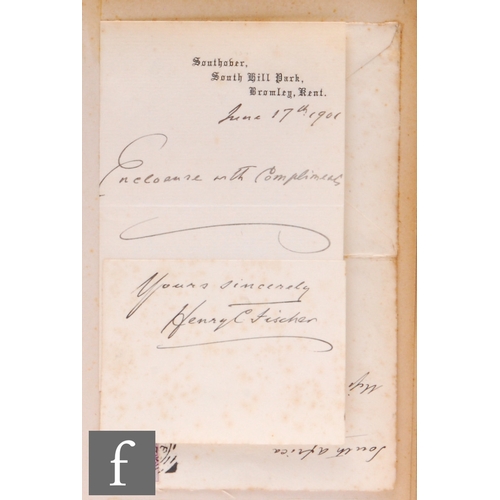 Southover,
South Hill Park,
Bromley, Kent.
June 17th 1901
Enclosure with Compliments
Yours sincerely
Henry C Fischer
South Africa
f